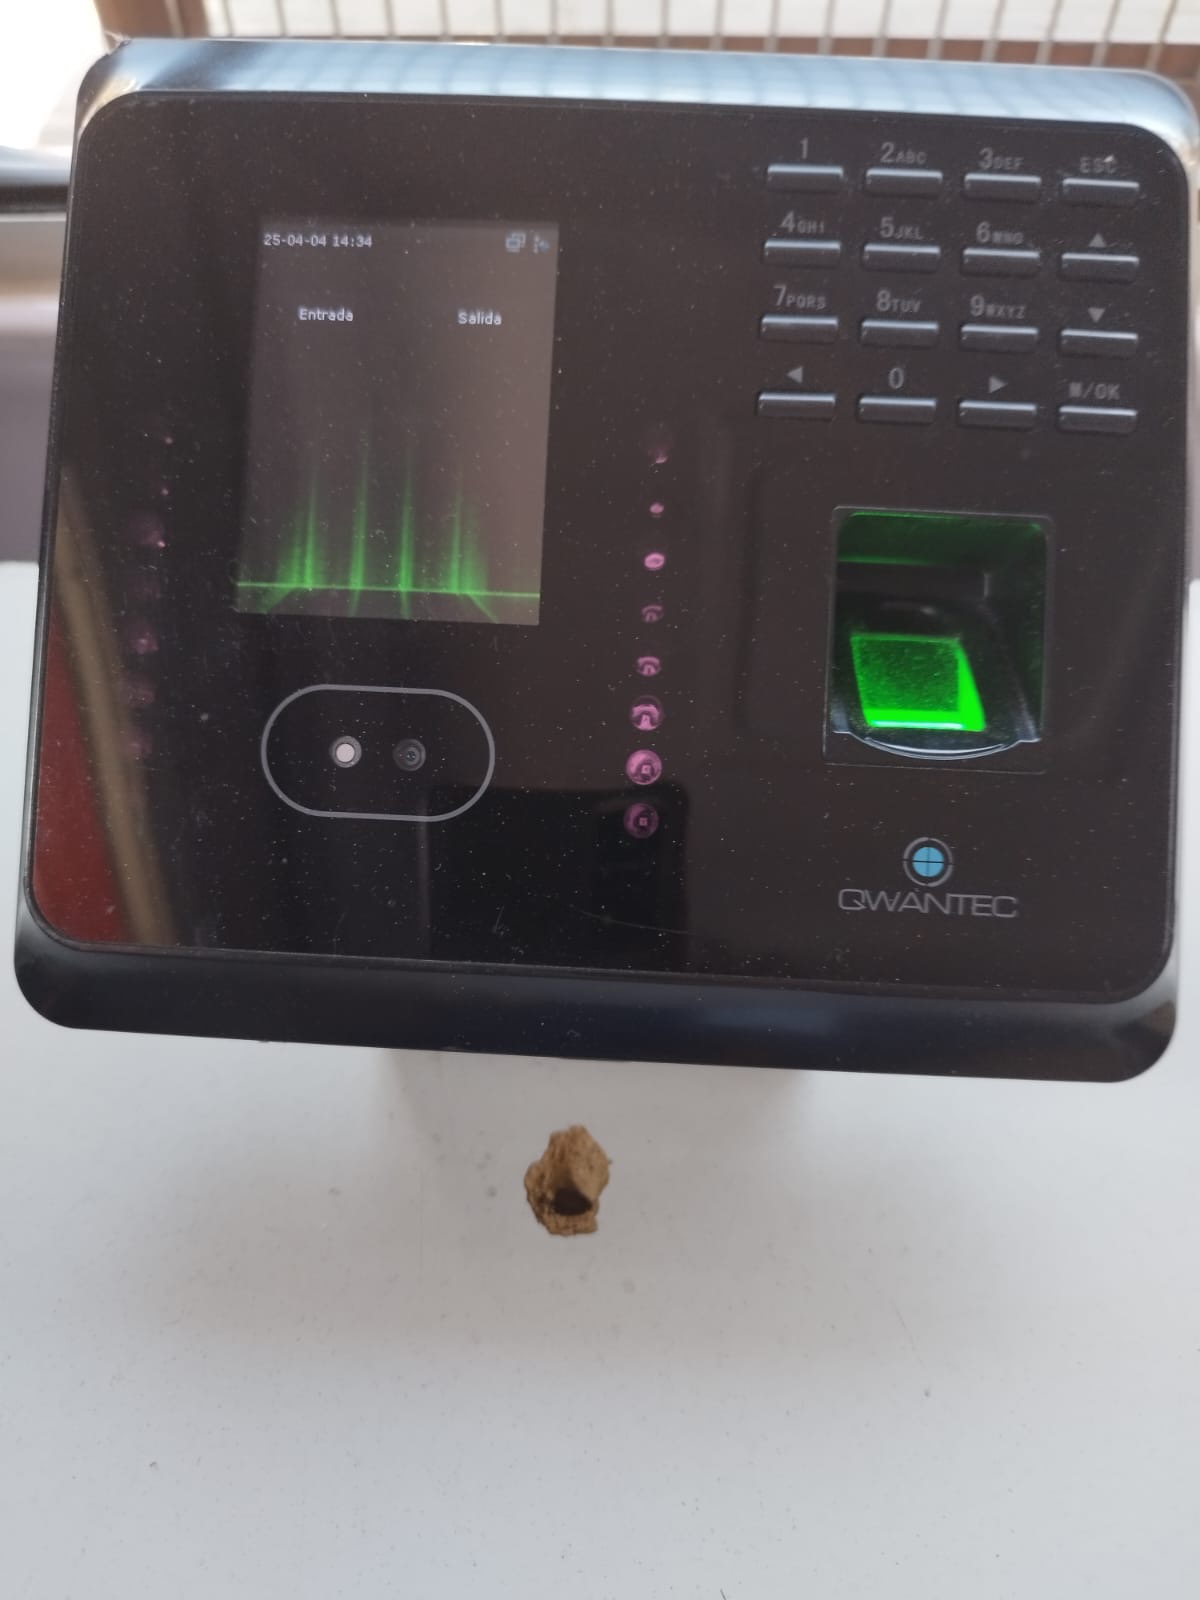 25-04-04 14:34
Entrada Salida
1 2ABC 3DEF ESC
4GHI 5JKL 6MNO
7PQRS 8TUV 9WXYZ
0 M/OK
QWANTEC